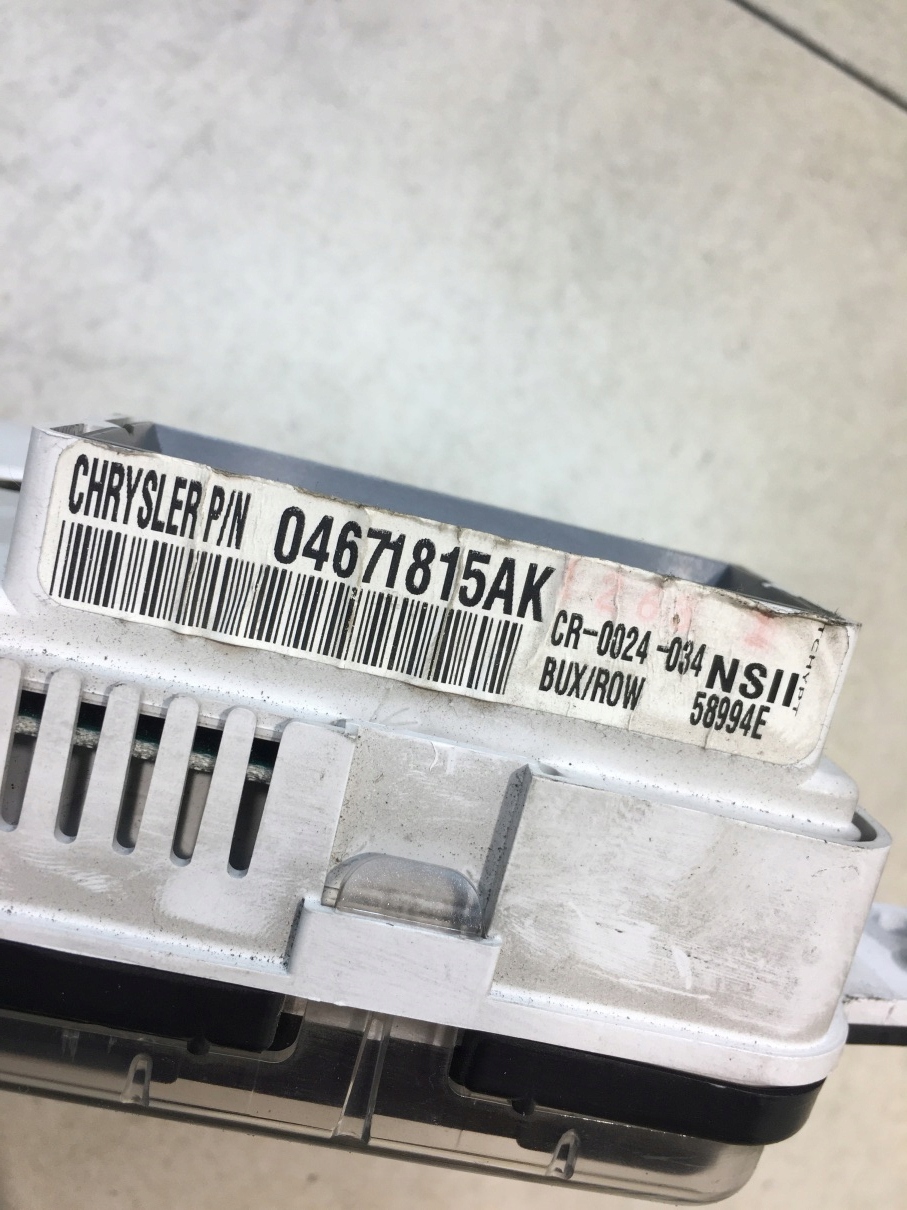 CHRYSLER P/N 04671815AK
CR-0024-034 NSII
BUX/ROW 58994E